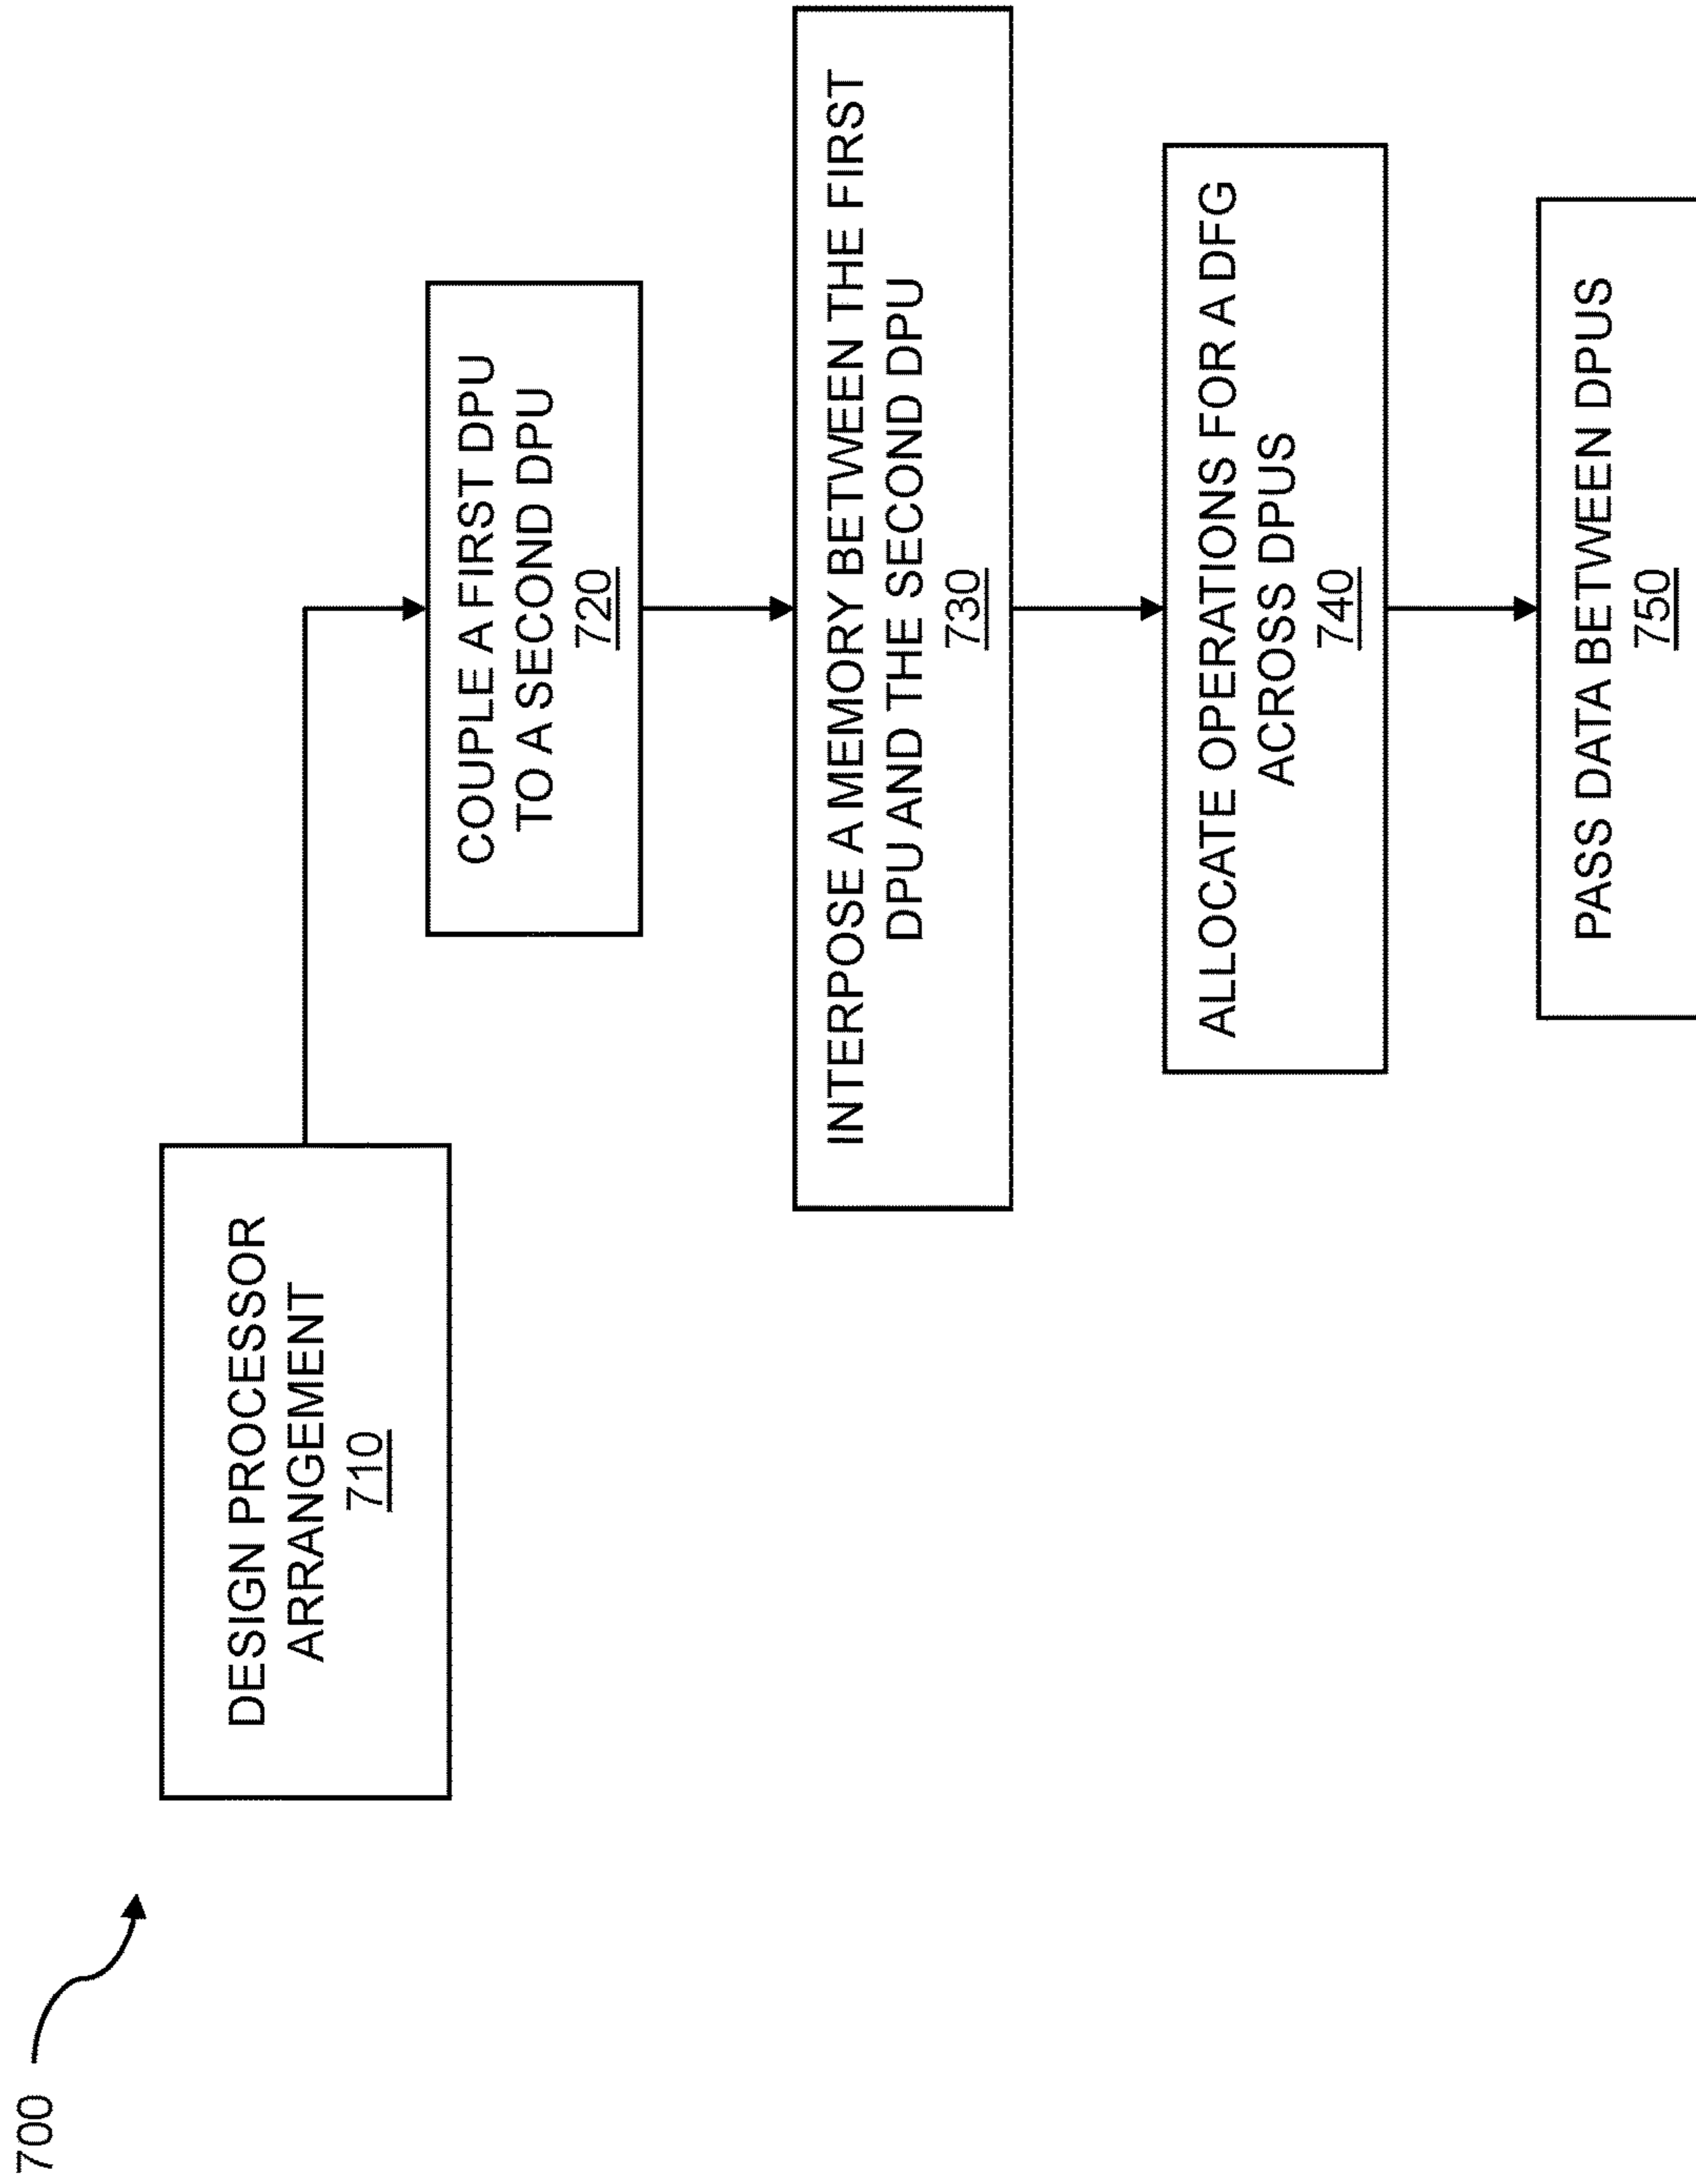 700
DESIGN PROCESSOR
ARRANGEMENT
710
COUPLE A FIRST DPU
TO A SECOND DPU
720
INTERPOSE A MEMORY BETWEEN THE FIRST
DPU AND THE SECOND DPU
730
ALLOCATE OPERATIONS FOR A DFG
ACROSS DPUS
740
PASS DATA BETWEEN DPUS
750